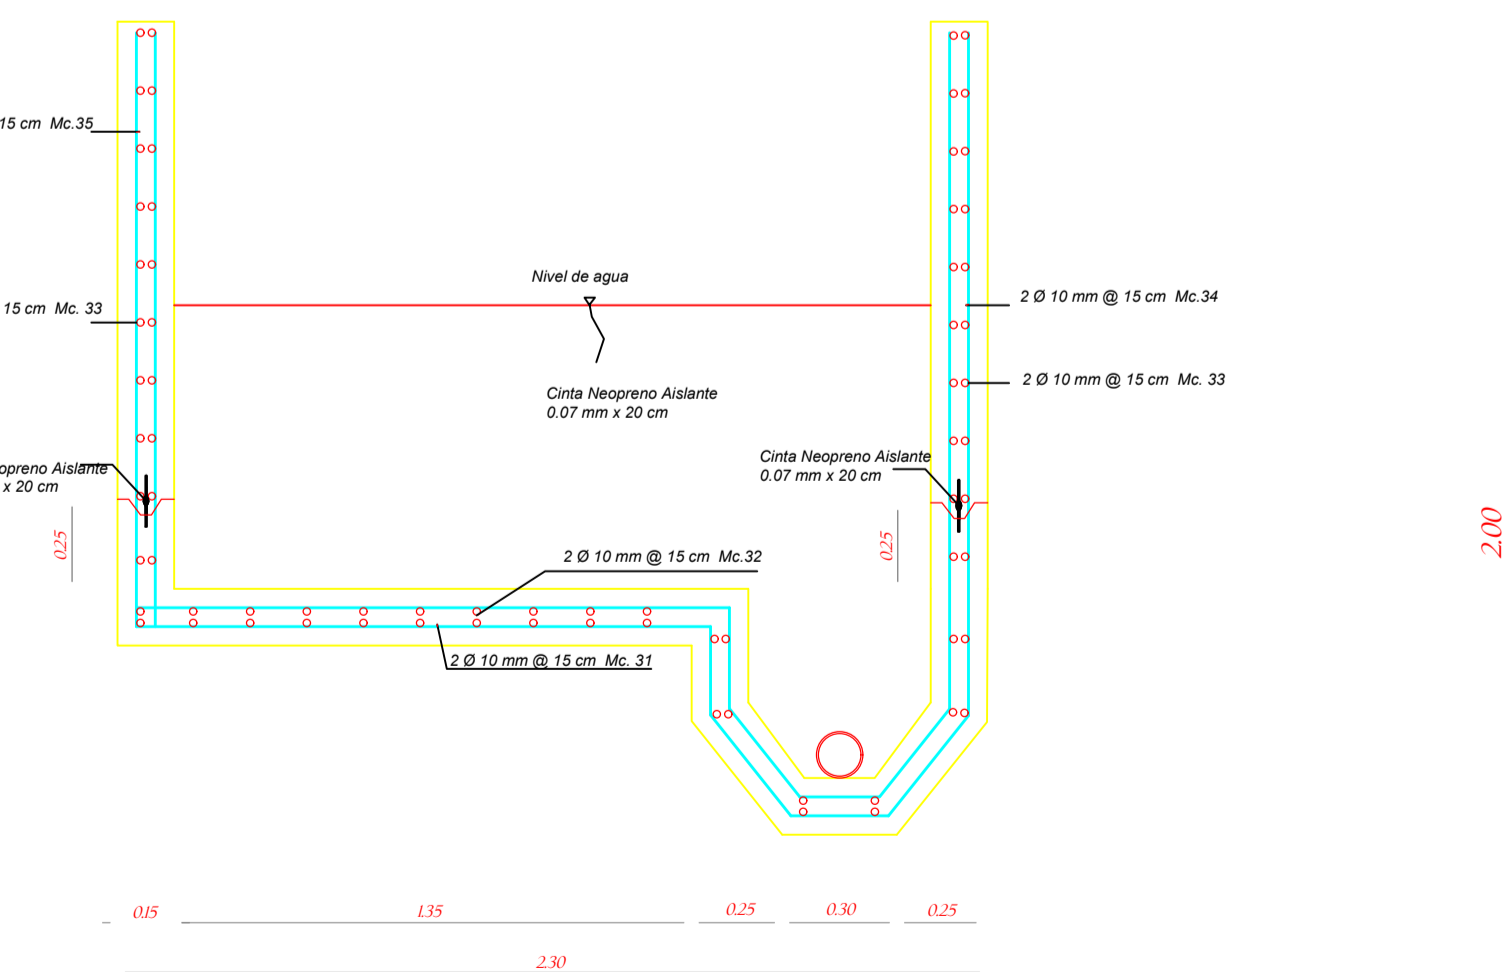 15 cm Mc.35
Nivel de agua
15 cm Mc. 33
2 Ø 10 mm @ 15 cm Mc.34
2 Ø 10 mm @ 15 cm Mc. 33
Cinta Neopreno Aislante
0.07 mm x 20 cm
opreno Aislante
x 20 cm
Cinta Neopreno Aislante
0.07 mm x 20 cm
0.25
0.25
2.00
2 Ø 10 mm @ 15 cm Mc.32
2 Ø 10 mm @ 15 cm Mc. 31
0.15
1.35
0.25
0.30
0.25
2.30